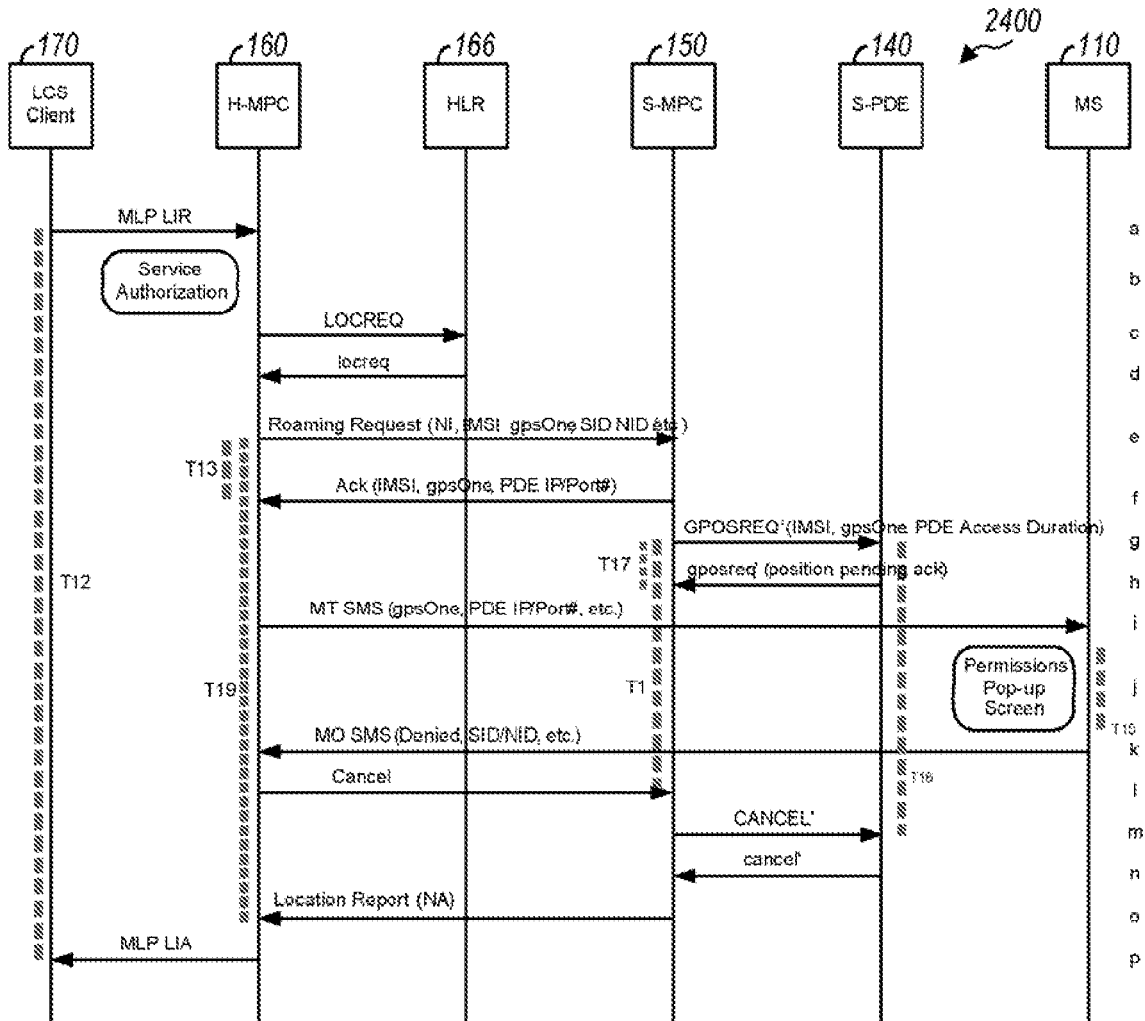 2400
170
160
166
150
140
110
LCS
Client
H-MPC
HLR
S-MPC
S-PDE
MS
MLP LIR
a
Service
Authorization
b
LOCREQ
c
locreq
d
Roaming Request (NI, IMSI, gpsOne, SID NID etc.)
e
T13
Ack (IMSI, gpsOne, PDE IP/Port#)
f
GPOSREQ' (IMSI, gpsOne, PDE Access Duration)
g
T17
gposreq' (position pending ack)
h
T12
MT SMS (gpsOne, PDE IP/Port#, etc.)
i
Permissions
Pop-up
Screen
T19
T1
j
T15
MO SMS (Denied, SID/NID, etc.)
k
Cancel
T16
l
CANCEL'
m
cancel'
n
Location Report (NA)
o
MLP LIA
p